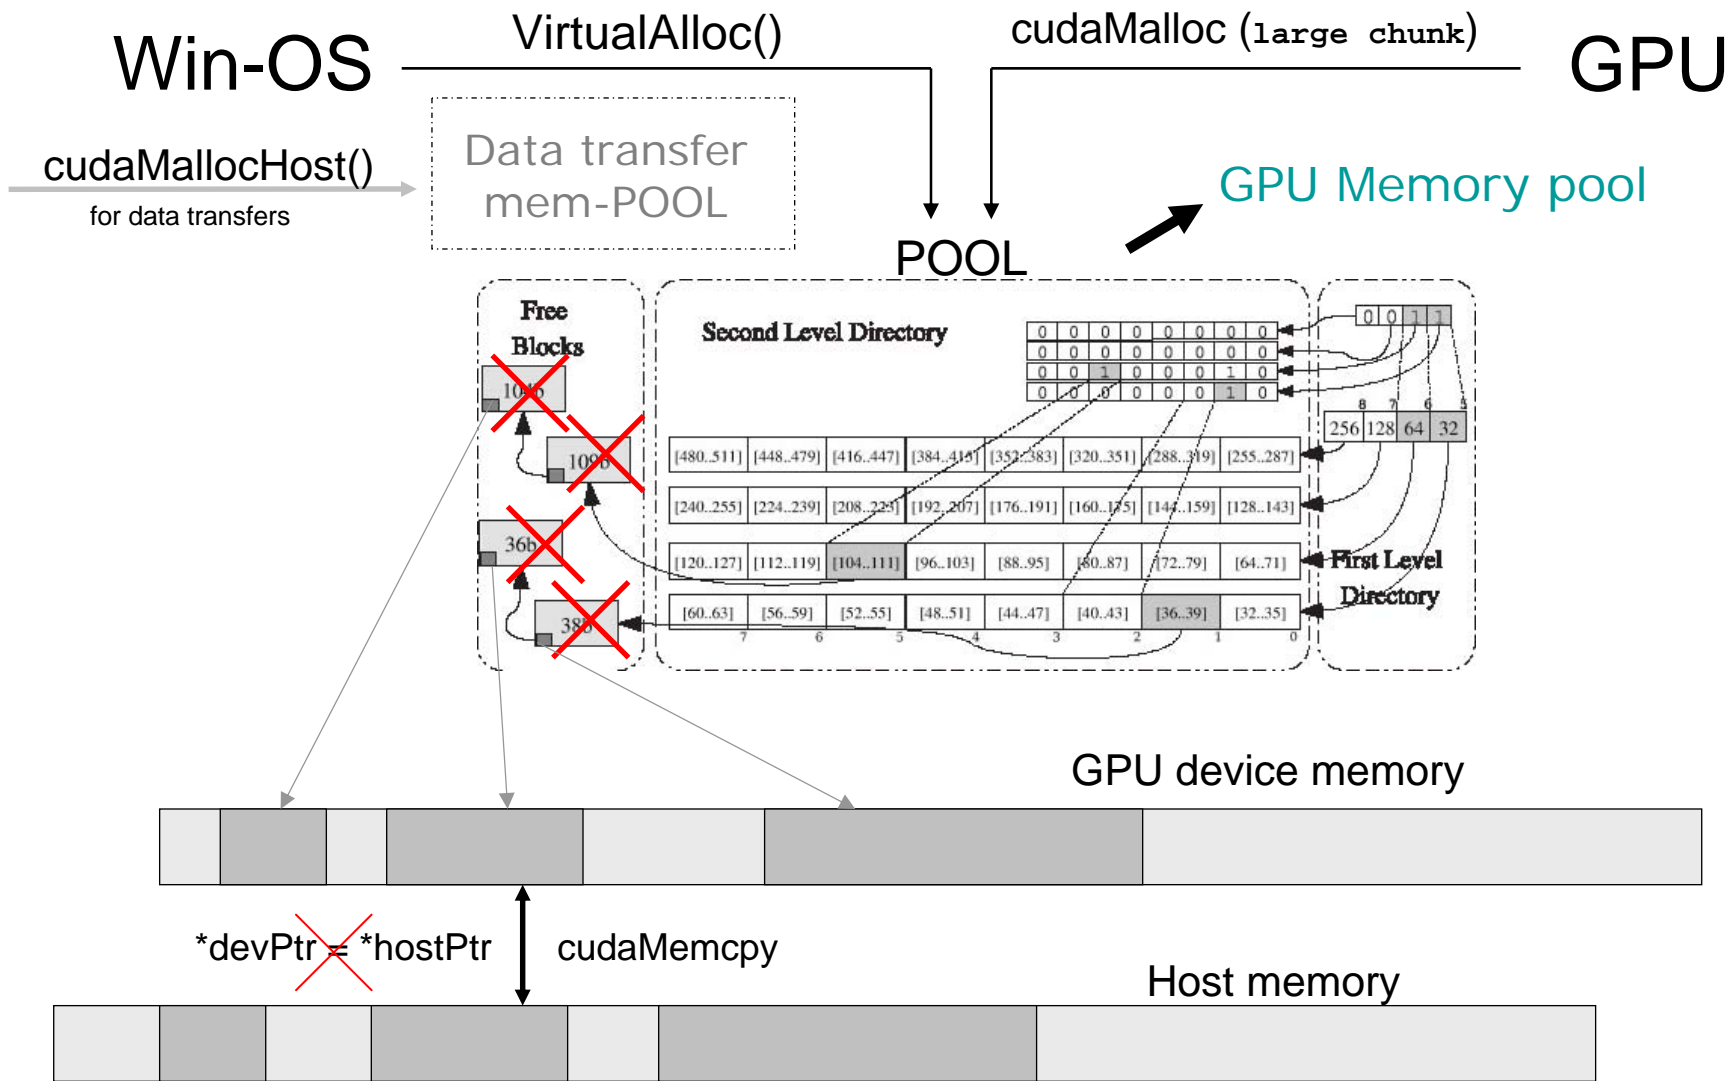 Win-OS
VirtualAlloc()
cudaMalloc (large chunk)
GPU
cudaMallocHost()
for data transfers
Data transfer
mem-POOL
GPU Memory pool
POOL
Free
Blocks
Second Level Directory
0 0 1 1
0 0 0 0 0 0 0 0
0 0 0 0 0 0 0 0
0 0 1 0 0 0 1 0
0 0 0 0 0 0 1 0
104b
109b
36b
38b
8 7 6 5
256 128 64 32
[480..511] [448..479] [416..447] [384..415] [352..383] [320..351] [288..319] [255..287]
[240..255] [224..239] [208..223] [192..207] [176..191] [160..175] [144..159] [128..143]
[120..127] [112..119] [104..111] [96..103] [88..95] [80..87] [72..79] [64..71]
[60..63] [56..59] [52..55] [48..51] [44..47] [40..43] [36..39] [32..35]
7 6 5 4 3 2 1 0
First Level
Directory
GPU device memory
*devPtr = *hostPtr
cudaMemcpy
Host memory